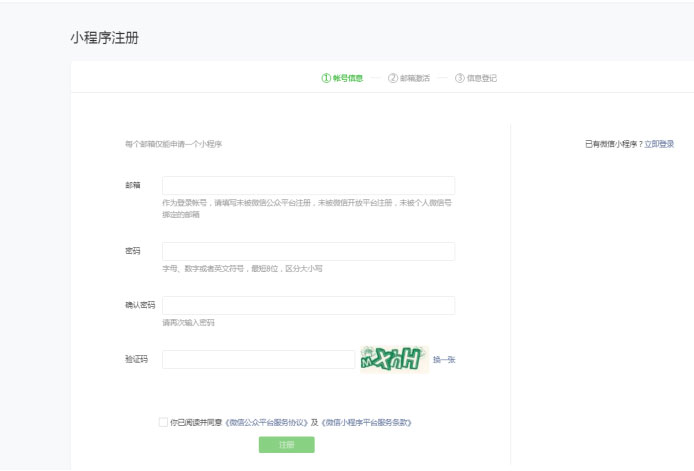 小程序注册
① 帐号信息 ② 邮箱激活 ③ 信息登记
每个邮箱仅能申请一个小程序
已有微信小程序？立即登录
邮箱
作为登录帐号，请填写未被微信公众平台注册，未被微信开放平台注册，未被个人微信号
绑定的邮箱
密码
字母、数字或者英文符号，最短8位，区分大小写
确认密码
请再次输入密码
验证码 MXnH 换一张
你已阅读并同意《微信公众平台服务协议》及《微信小程序平台服务条款》
注册